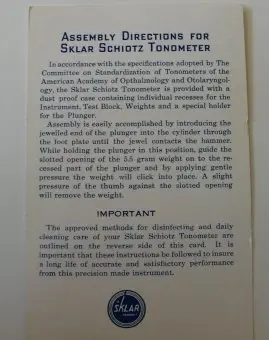 ASSEMBLY DIRECTIONS FOR
SKLAR SCHIOTZ TONOMETER
In accordance with the specifications adopted by The
Committee on Standardization of Tonometers of the
American Academy of Opthalmology and Otolaryngol-
ogy, the Sklar Schiotz Tonometer is provided with a
dust proof case containing individual recesses for the
Instrument, Test Block, Weights and a special holder
for the Plunger.
Assembly is easily accomplished by introducing the
jewelled end of the plunger into the cylinder through
the foot plate until the jewel contacts the hammer.
While holding the plunger in this position, guide the
slotted opening of the 5.5 gram weight on to the re-
cessed part of the plunger and by applying gentle
pressure the weight will click into place. A slight
pressure of the thumb against the slotted opening
will remove the weight.
IMPORTANT
The approved methods for disinfecting and daily
cleaning care of your Sklar Schiotz Tonometer are
outlined on the reverse side of this card. It is
important that these instructions be followed to insure
a long life of accurate and satisfactory performance
from this precision made instrument.
SKLAR